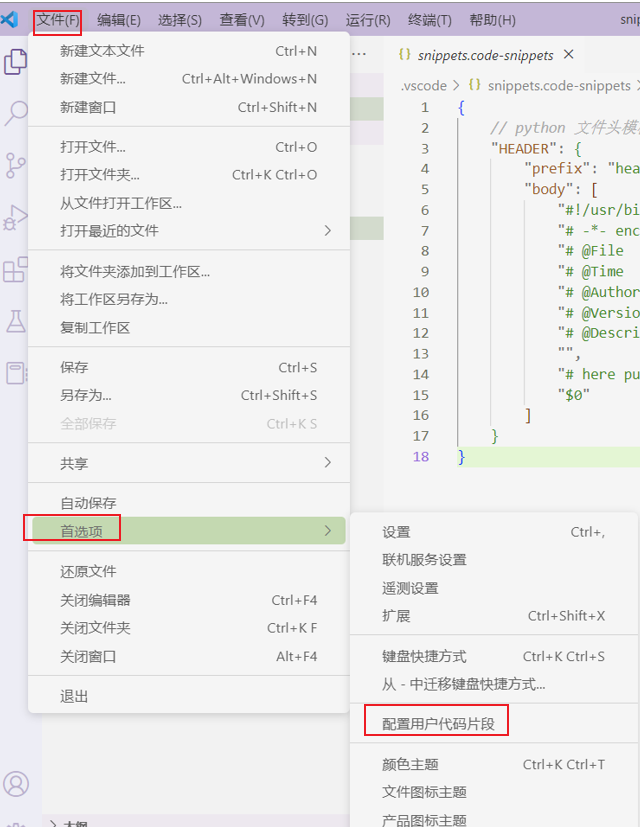 文件(F) 编辑(E) 选择(S) 查看(V) 转到(G) 运行(R) 终端(T) 帮助(H)
新建文本文件 Ctrl+N
新建文件... Ctrl+Alt+Windows+N
新建窗口 Ctrl+Shift+N
打开文件... Ctrl+O
打开文件夹... Ctrl+K Ctrl+O
从文件打开工作区...
打开最近的文件
将文件夹添加到工作区...
将工作区另存为...
复制工作区
保存 Ctrl+S
另存为... Ctrl+Shift+S
全部保存 Ctrl+K S
共享
自动保存
首选项
还原文件
关闭编辑器 Ctrl+F4
关闭文件夹 Ctrl+K F
关闭窗口 Alt+F4
退出
设置 Ctrl+,
联机服务设置
遥测设置
扩展 Ctrl+Shift+X
键盘快捷方式 Ctrl+K Ctrl+S
从 - 中迁移键盘快捷方式...
配置用户代码片段
颜色主题 Ctrl+K Ctrl+T
文件图标主题
产品图标主题
大纲
snip
...
{} snippets.code-snippets ×
.vscode > {} snippets.code-snippets >
1 {
2 // python 文件头模
3 "HEADER": {
4 "prefix": "hea
5 "body": [
6 "#!/usr/bi
7 "# -*- enc
8 "# @File
9 "# @Time
10 "# @Author
11 "# @Versio
12 "# @Descri
13 "",
14 "# here pu
15 "$0"
16 ]
17 }
18 }